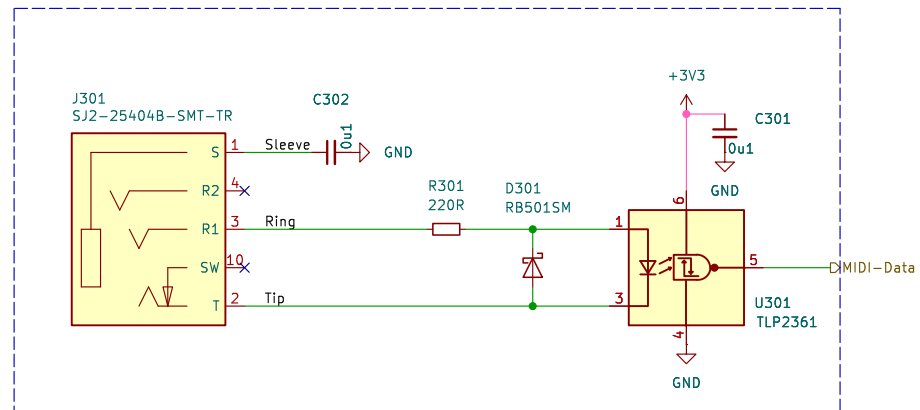 +3V3
J301
SJ2-25404B-SMT-TR
C302
0u1
C301
0u1
GND
S
1
Sleeve
GND
R2
4
R301
220R
D301
RB501SM
6
R1
3
Ring
1
SW
10
5
MIDI-Data
T
2
Tip
3
U301
TLP2361
4
GND